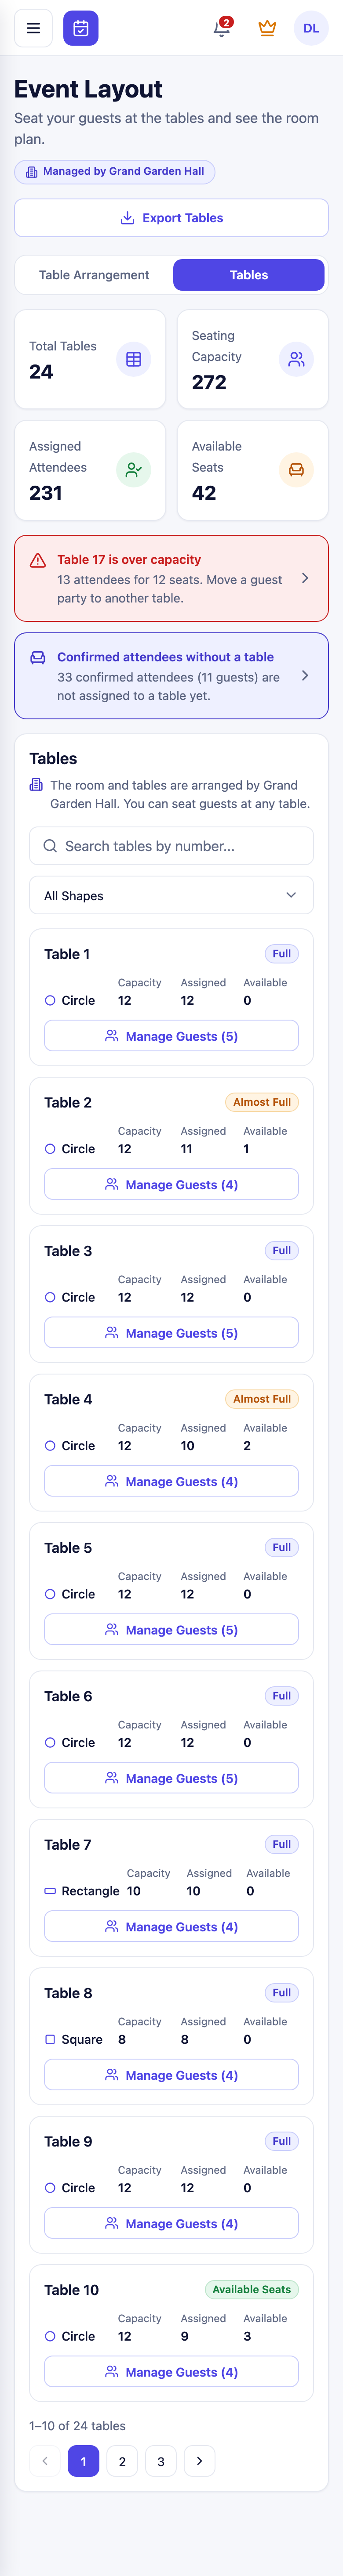 2
DL
Event Layout
Seat your guests at the tables and see the room
plan.
Managed by Grand Garden Hall
Export Tables
Table Arrangement
Tables
Total Tables
24
Seating
Capacity
272
Assigned
Attendees
231
Available
Seats
42
Table 17 is over capacity
13 attendees for 12 seats. Move a guest
party to another table.
Confirmed attendees without a table
33 confirmed attendees (11 guests) are
not assigned to a table yet.
Tables
The room and tables are arranged by Grand
Garden Hall. You can seat guests at any table.
Search tables by number...
All Shapes
Table 1 Full
Capacity Assigned Available
Circle 12 12 0
Manage Guests (5)
Table 2 Almost Full
Capacity Assigned Available
Circle 12 11 1
Manage Guests (4)
Table 3 Full
Capacity Assigned Available
Circle 12 12 0
Manage Guests (5)
Table 4 Almost Full
Capacity Assigned Available
Circle 12 10 2
Manage Guests (4)
Table 5 Full
Capacity Assigned Available
Circle 12 12 0
Manage Guests (5)
Table 6 Full
Capacity Assigned Available
Circle 12 12 0
Manage Guests (5)
Table 7 Full
Capacity Assigned Available
Rectangle 10 10 0
Manage Guests (4)
Table 8 Full
Capacity Assigned Available
Square 8 8 0
Manage Guests (4)
Table 9 Full
Capacity Assigned Available
Circle 12 12 0
Manage Guests (4)
Table 10 Available Seats
Capacity Assigned Available
Circle 12 9 3
Manage Guests (4)
1–10 of 24 tables
1 2 3